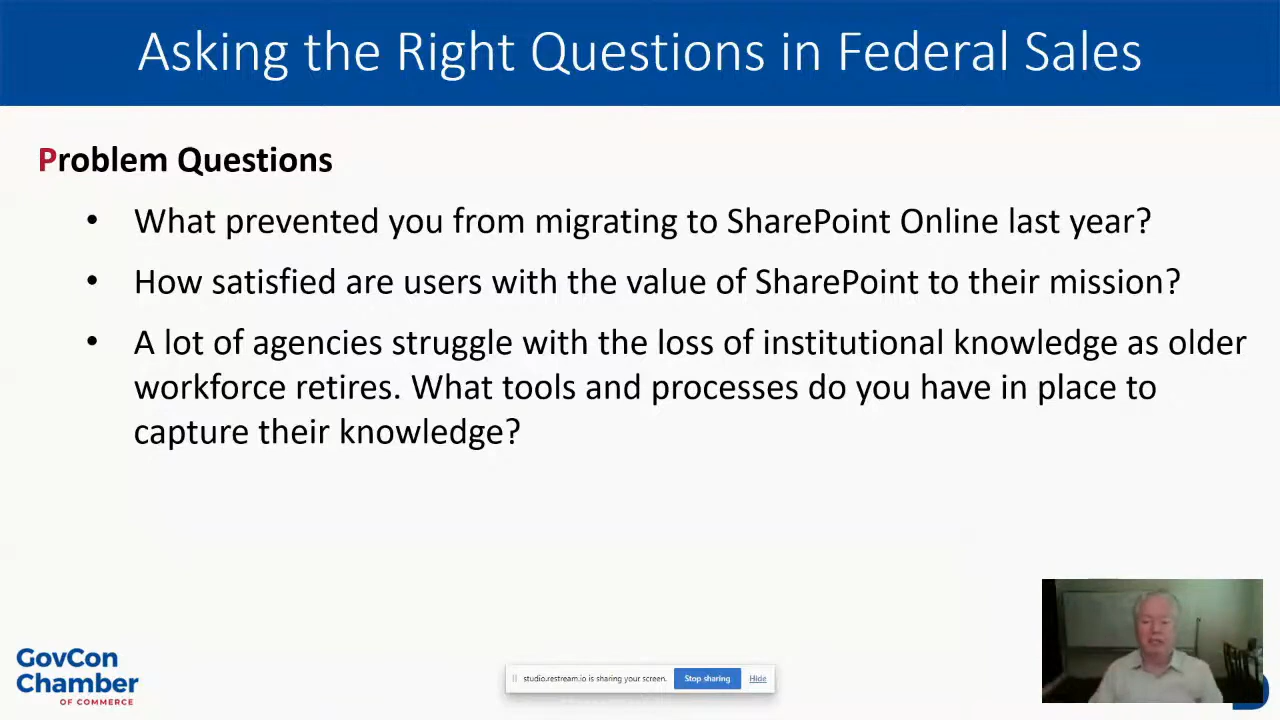 Asking the Right Questions in Federal Sales
Problem Questions
• What prevented you from migrating to SharePoint Online last year?
• How satisfied are users with the value of SharePoint to their mission?
• A lot of agencies struggle with the loss of institutional knowledge as older
workforce retires. What tools and processes do you have in place to
capture their knowledge?
GovCon
Chamber
OF COMMERCE
studio.restream.io is sharing your screen.
Stop sharing
Hide